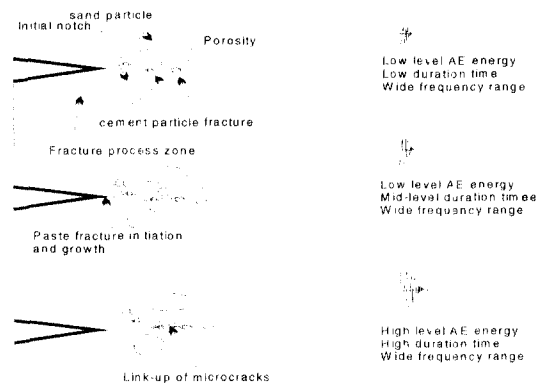 sand particle
Initial notch
Porosity
cement particle fracture
Low level AE energy
Low duration time
Wide frequency range
Fracture process zone
Low level AE energy
Mid-level duration timee
Wide frequency range
Paste fracture in tiation
and growth
High level AE energy
High duration time
Wide frequency range
Link-up of microcracks